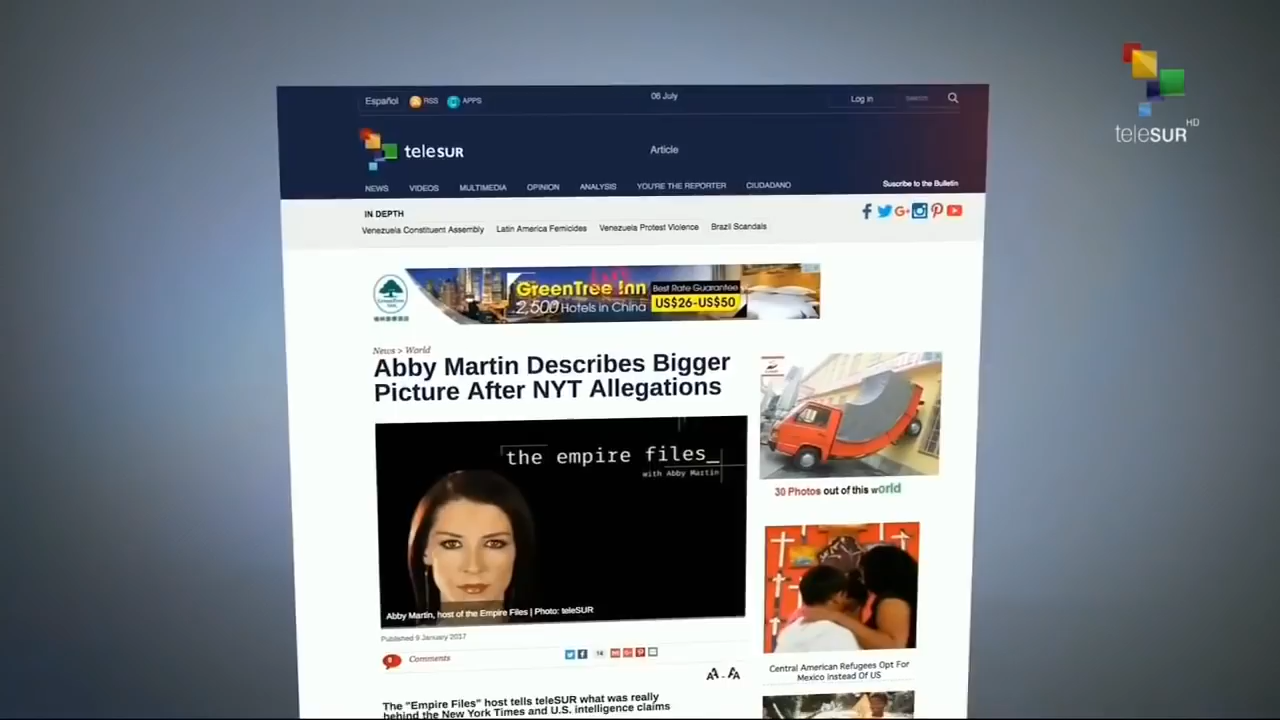 Español RSS APPS
06 July
Log in
Search
teleSUR HD
teleSUR
Article
NEWS VIDEOS MULTIMEDIA OPINION ANALYSIS YOU'RE THE REPORTER CIUDADANO
Suscribe to the Bulletin
IN DEPTH
Venezuela Constituent Assembly Latin America Femicides Venezuela Protest Violence Brazil Scandals
GreenTree Inn
2,500 Hotels in China
Best Rate Guarantee
US$26-US$50
News > World
Abby Martin Describes Bigger
Picture After NYT Allegations
the empire files_
with Abby Martin
Abby Martin, host of the Empire Files | Photo: teleSUR
Published 9 January 2017
Comments
14
A A
The "Empire Files" host tells teleSUR what was really
behind the New York Times and U.S. intelligence claims
30 Photos out of this world
Central American Refugees Opt For
Mexico Instead Of US